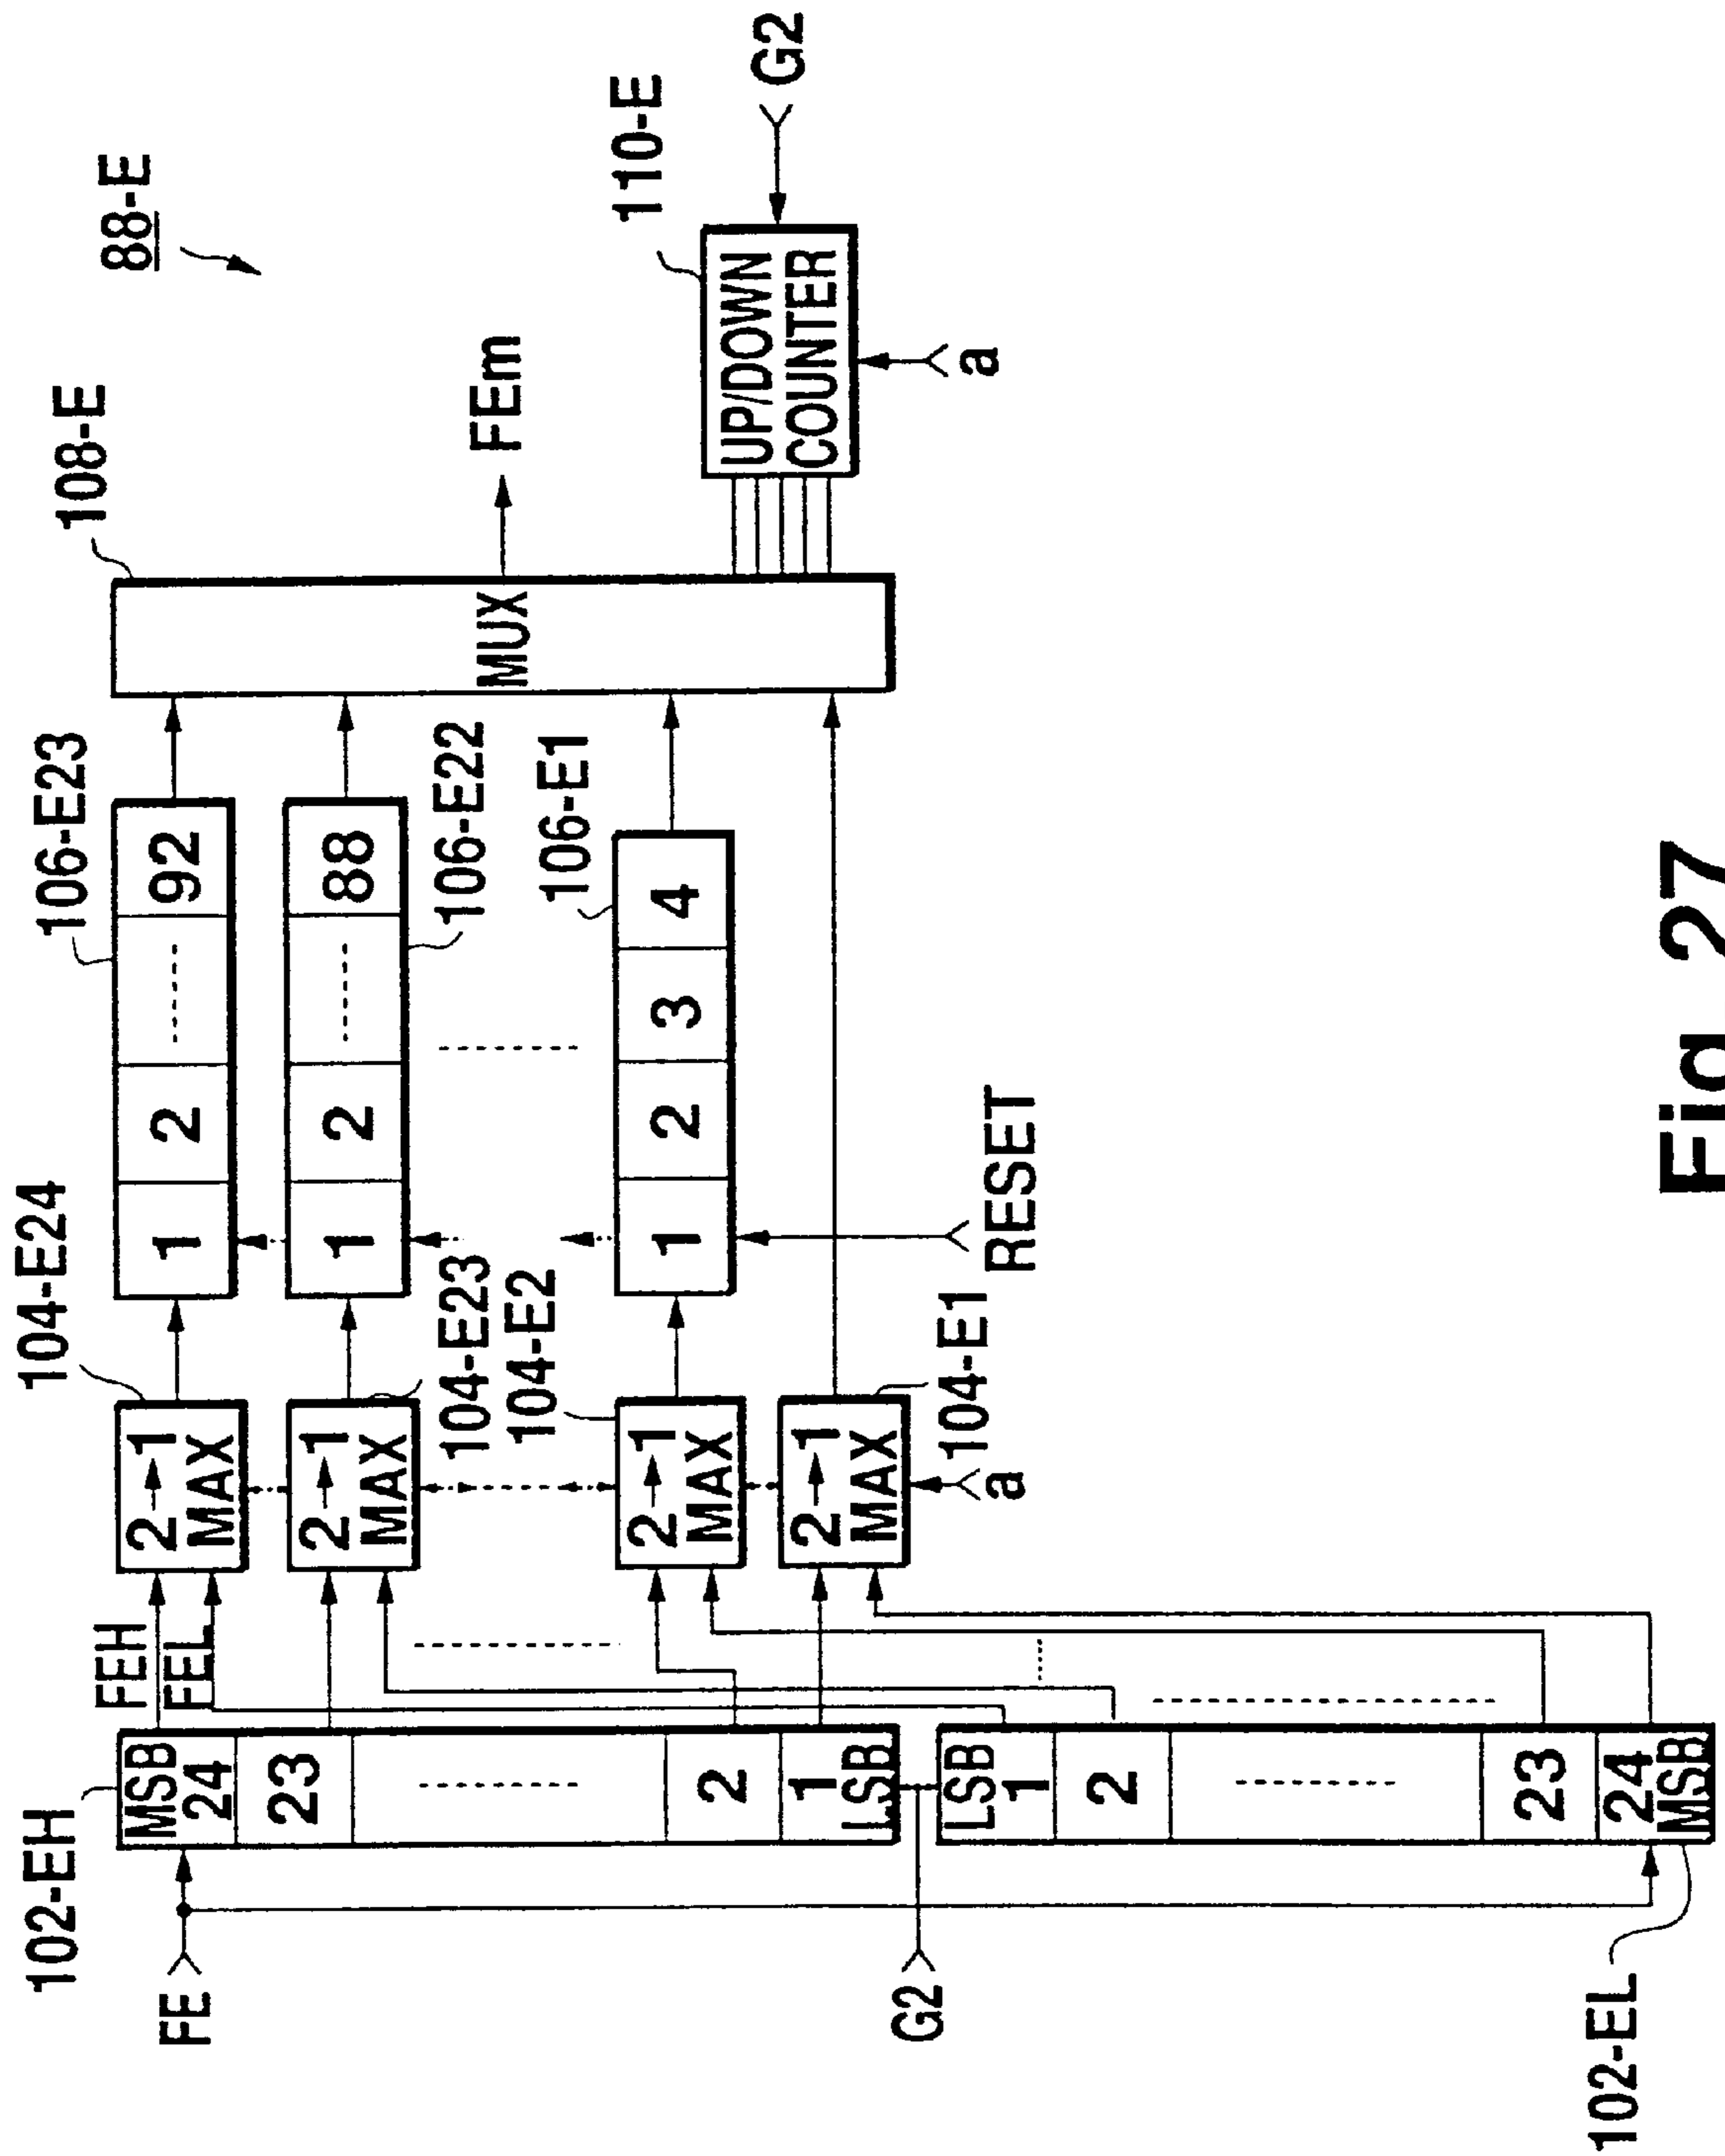 88-E
102-EH
FE
MSB
24
23
2
1
LSB
G2
LSB
1
2
23
24
MSB
102-EL
FEH
FEL
104-E24
2→1
MAX
2→1
MAX
104-E23
104-E2
2→1
MAX
2→1
MAX
104-E1
a
106-E23
1
2
92
1
2
88
106-E22
106-E1
1
2
3
4
RESET
108-E
MUX
FEm
110-E
UP/DOWN
COUNTER
G2
a
Fig. 27